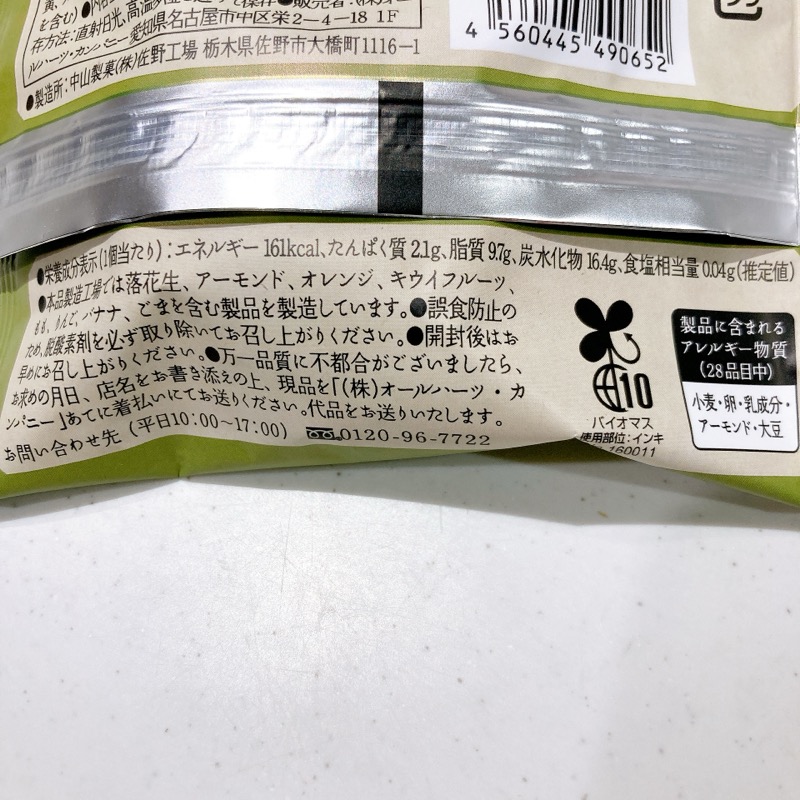 を含む)●内容
存方法:直射日光、高温
ルハーツ・カンパニー愛知県名古屋市中区栄2-4-18 1F
●製造所:中山製菓(株)佐野工場 栃木県佐野市大橋町1116-1
4 560445 490652
●栄養成分表示(1個当たり):エネルギー161kcal、たんぱく質2.1g、脂質9.7g、炭水化物16.4g、食塩相当量0.04g(推定値)
●本品製造工場では落花生、アーモンド、オレンジ、キウイフルーツ、
もも、りんご、バナナ、ごまを含む製品を製造しています。●誤食防止の
ため、脱酸素剤を必ず取り除いてお召し上がりください。●開封後はお
早めにお召し上がりください。●万一品質に不都合がございましたら、
お求めの月日、店名をお書き添えの上、現品を「(株)オールハーツ・カ
ンパニー」あてに着払いにてお送りください。代品をお送りいたします。
お問い合わせ先(平日10:00~17:00) 0120-96-7722
10
バイオマス
使用部位:インキ
160011
製品に含まれる
アレルギー物質
(28品目中)
小麦・卵・乳成分・
アーモンド・大豆